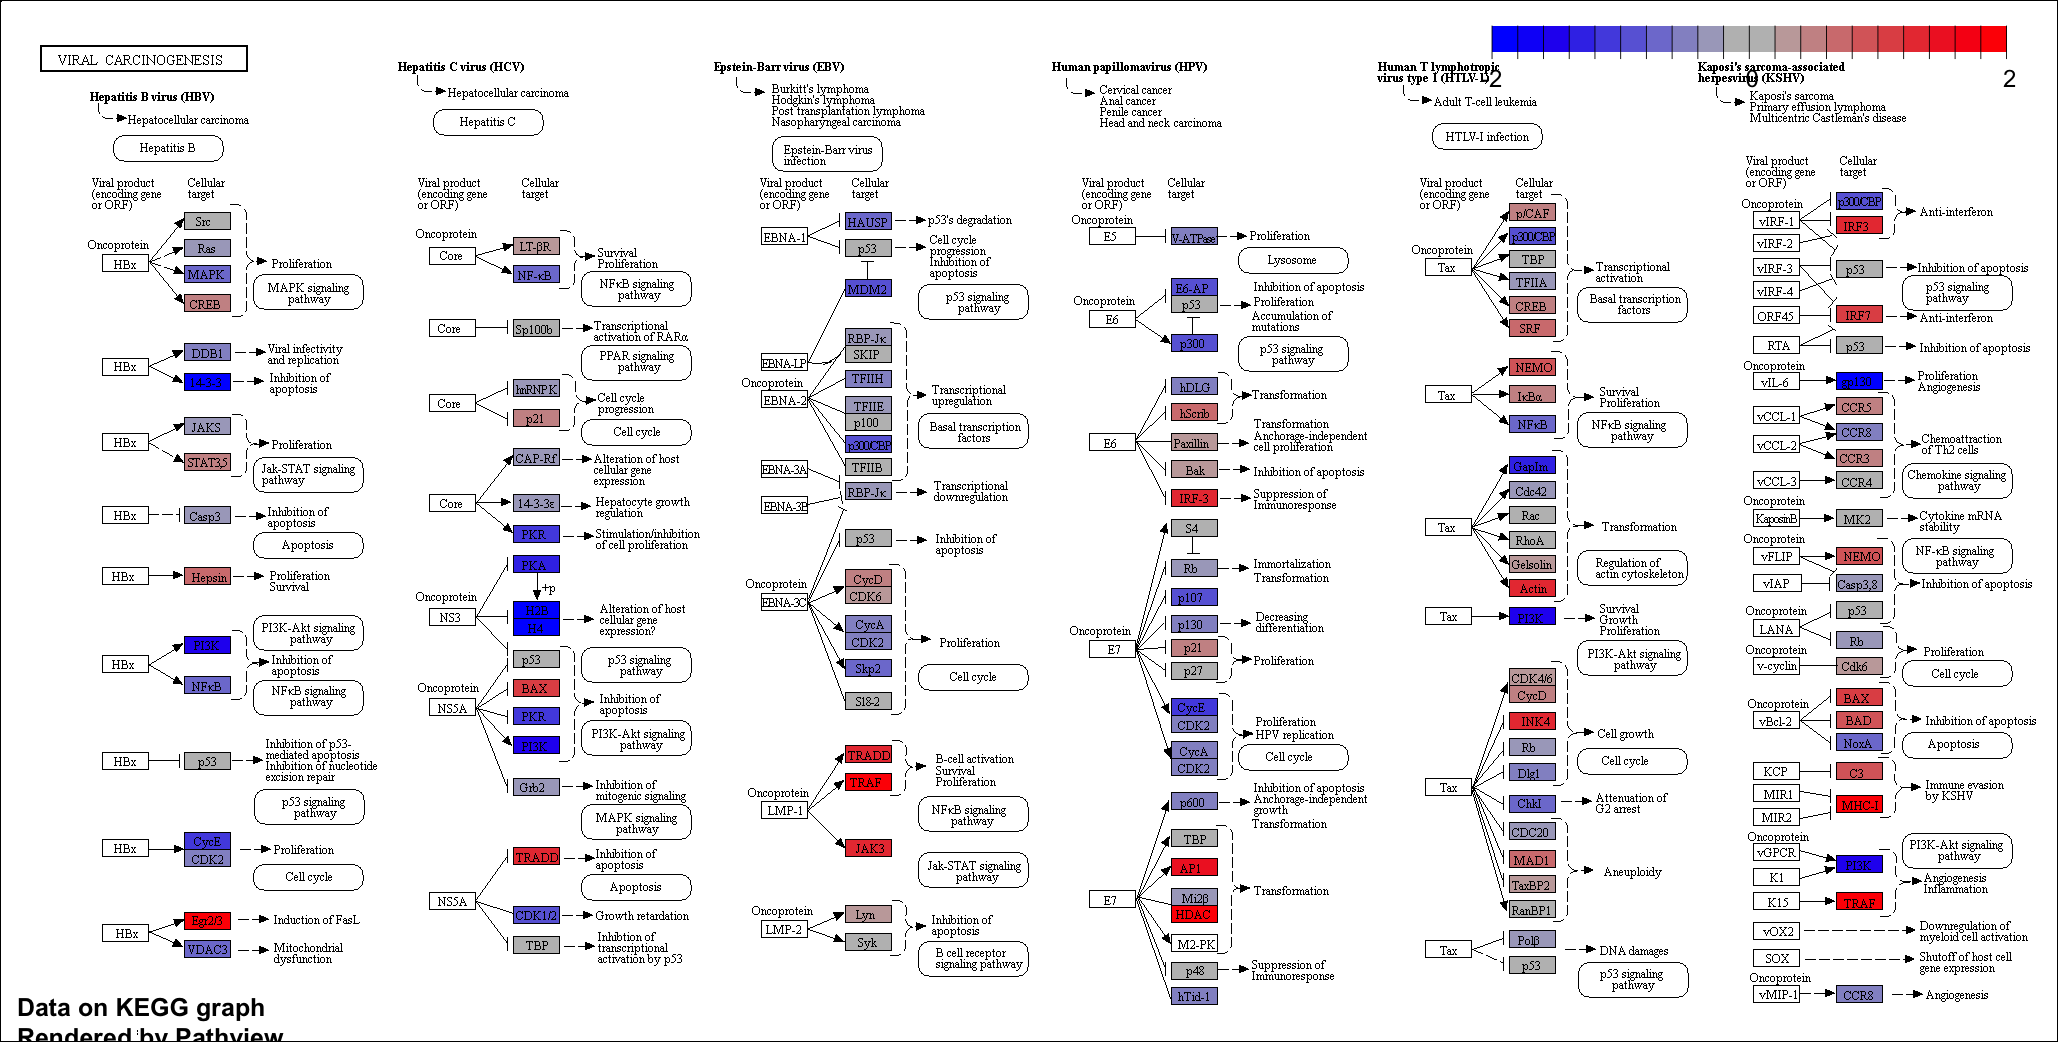 VIRAL CARCINOGENESIS
-2
0
2
Hepatitis B virus (HBV)
Hepatocellular carcinoma
Hepatitis B
Viral product
(encoding gene
or ORF)
Cellular
target
Oncoprotein
HBx
Src
Ras
MAPK
CREB
Proliferation
MAPK signaling
pathway
HBx
DDB1
14-3-3
Viral infectivity
and replication
Inhibition of
apoptosis
HBx
JAKS
STAT3,5
Proliferation
Jak-STAT signaling
pathway
HBx
Casp3
Inhibition of
apoptosis
Apoptosis
HBx
Hepsin
Proliferation
Survival
PI3K-Akt signaling
pathway
HBx
PI3K
NFκB
Inhibition of
apoptosis
NFκB signaling
pathway
HBx
p53
Inhibition of p53-
mediated apoptosis
Inhibition of nucleotide
excision repair
p53 signaling
pathway
HBx
CycE
CDK2
Proliferation
Cell cycle
HBx
Egr2/3
VDAC3
Induction of FasL
Mitochondrial
dysfunction
Hepatitis C virus (HCV)
Hepatocellular carcinoma
Hepatitis C
Viral product
(encoding gene
or ORF)
Cellular
target
Oncoprotein
Core
LT-βR
NF-κB
Survival
Proliferation
NFκB signaling
pathway
Core
Sp100b
Transcriptional
activation of RARα
PPAR signaling
pathway
Core
hnRNPK
p21
Cell cycle
progression
Cell cycle
Core
CAP-Rf
14-3-3ε
PKR
Alteration of host
cellular gene
expression
Hepatocyte growth
regulation
Stimulation/inhibition
of cell proliferation
Oncoprotein
NS3
PKA
+p
H2B
H4
p53
Alteration of host
cellular gene
expression?
p53 signaling
pathway
Oncoprotein
NS5A
BAX
PKR
PI3K
Inhibition of
apoptosis
PI3K-Akt signaling
pathway
Grb2
Inhibition of
mitogenic signaling
MAPK signaling
pathway
NS5A
TRADD
CDK1/2
TBP
Inhibition of
apoptosis
Apoptosis
Growth retardation
Inhibition of
transcriptional
activation by p53
Epstein-Barr virus (EBV)
Burkitt's lymphoma
Hodgkin's lymphoma
Post transplantation lymphoma
Nasopharyngeal carcinoma
Epstein-Barr virus
infection
Viral product
(encoding gene
or ORF)
Cellular
target
EBNA-1
HAUSP
p53
MDM2
p53's degradation
Cell cycle
progression
Inhibition of
apoptosis
p53 signaling
pathway
EBNA-LP
Oncoprotein
EBNA-2
RBP-Jκ
SKIP
TFIIH
TFIIE
p100
p300/CBP
TFIIB
Transcriptional
upregulation
Basal transcription
factors
EBNA-3A
EBNA-3B
RBP-Jκ
Transcriptional
downregulation
p53
Inhibition of
apoptosis
Oncoprotein
EBNA-3C
CycD
CDK6
CycA
CDK2
Skp2
S18-2
Proliferation
Cell cycle
Oncoprotein
LMP-1
TRADD
TRAF
JAK3
B-cell activation
Survival
Proliferation
NFκB signaling
pathway
Jak-STAT signaling
pathway
Oncoprotein
LMP-2
Lyn
Syk
Inhibition of
apoptosis
B cell receptor
signaling pathway
Human papillomavirus (HPV)
Cervical cancer
Anal cancer
Penile cancer
Head and neck carcinoma
Viral product
(encoding gene
or ORF)
Cellular
target
Oncoprotein
E5
V-ATPase
Proliferation
Lysosome
Oncoprotein
E6
E6-AP
p53
p300
Inhibition of apoptosis
Proliferation
Accumulation of
mutations
p53 signaling
pathway
E6
hDLG
hScrib
Paxillin
Bak
IRF-3
Transformation
Transformation
Anchorage-independent
cell proliferation
Inhibition of apoptosis
Suppression of
Immunoresponse
Oncoprotein
E7
S4
Rb
p107
p130
p21
p27
CycE
CDK2
CycA
CDK2
Immortalization
Transformation
Decreasing
differentiation
Proliferation
Proliferation
HPV replication
Cell cycle
E7
p600
TBP
AP1
Mi2β
HDAC
M2-PK
p48
hTid-1
Inhibition of apoptosis
Anchorage-independent
growth
Transformation
Transformation
Suppression of
Immunoresponse
Human T lymphotropic
virus type 1 (HTLV-1)
Adult T-cell leukemia
HTLV-I infection
Viral product
(encoding gene
or ORF)
Cellular
target
Oncoprotein
Tax
p/CAF
p300/CBP
TBP
TFIIA
CREB
SRF
Transcriptional
activation
Basal transcription
factors
Tax
NEMO
IκBα
NFκB
Survival
Proliferation
NFκB signaling
pathway
Tax
GapIm
Cdc42
Rac
RhoA
Gelsolin
Actin
Transformation
Regulation of
actin cytoskeleton
Tax
PI3K
Survival
Growth
Proliferation
PI3K-Akt signaling
pathway
Tax
CDK4/6
CycD
INK4
Rb
Dlg1
ChkI
CDC20
MAD1
TaxBP2
RanBP1
Cell growth
Cell cycle
Attenuation of
G2 arrest
Aneuploidy
Tax
Polβ
p53
DNA damages
p53 signaling
pathway
Kaposi's sarcoma-associated
herpesvirus (KSHV)
Kaposi's sarcoma
Primary effusion lymphoma
Multicentric Castleman's disease
Viral product
(encoding gene
or ORF)
Cellular
target
Oncoprotein
vIRF-1
vIRF-2
vIRF-3
vIRF-4
ORF45
RTA
p300/CBP
IRF3
p53
IRF7
p53
Anti-interferon
Inhibition of apoptosis
p53 signaling
pathway
Anti-interferon
Inhibition of apoptosis
Oncoprotein
vIL-6
gp130
Proliferation
Angiogenesis
vCCL-1
vCCL-2
vCCL-3
CCR5
CCR8
CCR3
CCR4
Chemoattraction
of Th2 cells
Chemokine signaling
pathway
Oncoprotein
KaposinB
MK2
Cytokine mRNA
stability
Oncoprotein
vFLIP
vIAP
NEMO
Casp3,8
NF-κB signaling
pathway
Inhibition of apoptosis
Oncoprotein
LANA
p53
Rb
Oncoprotein
v-cyclin
Cdk6
Proliferation
Cell cycle
Oncoprotein
vBcl-2
BAX
BAD
NoxA
Inhibition of apoptosis
Apoptosis
KCP
MIR1
MIR2
C3
MHC-I
Immune evasion
by KSHV
Oncoprotein
vGPCR
K1
K15
PI3K
TRAF
PI3K-Akt signaling
pathway
Angiogenesis
Inflammation
vOX2
Downregulation of
myeloid cell activation
SOX
Shutoff of host cell
gene expression
Oncoprotein
vMIP-1
CCR8
Angiogenesis
Data on KEGG graph
Rendered by Pathview